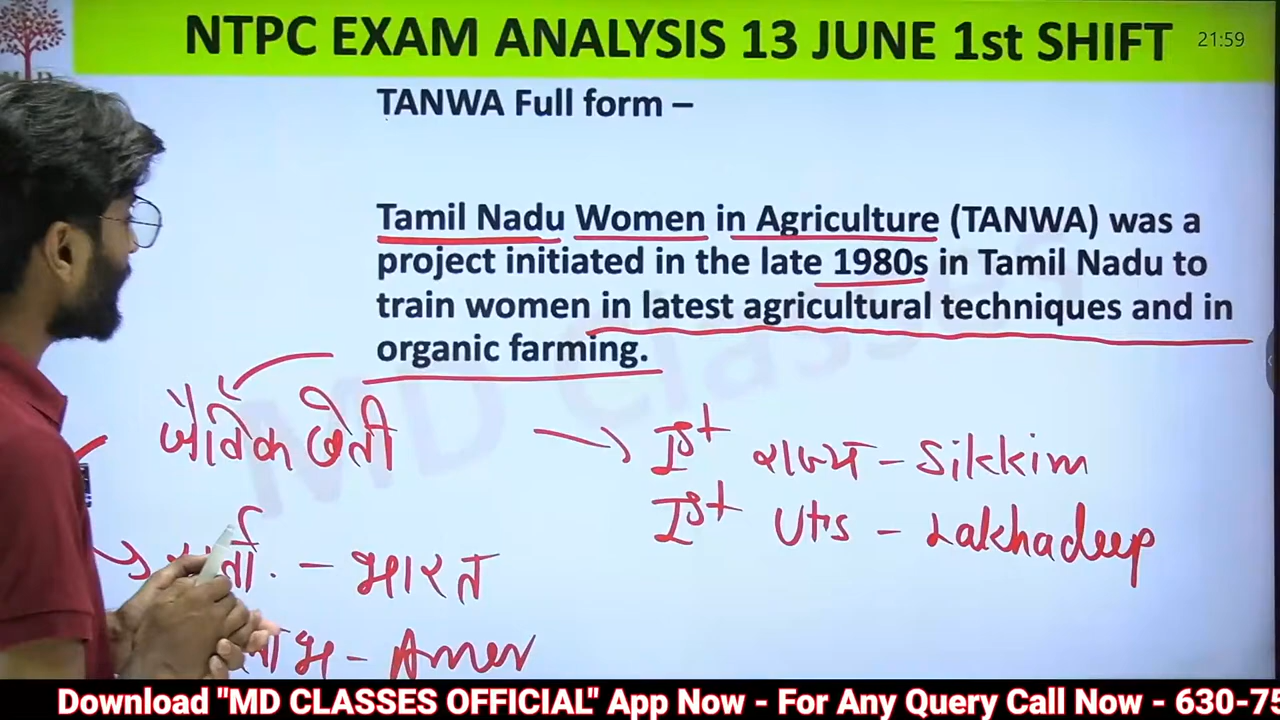 NTPC EXAM ANALYSIS 13 JUNE 1st SHIFT
21:59
TANWA Full form –
Tamil Nadu Women in Agriculture (TANWA) was a
project initiated in the late 1980s in Tamil Nadu to
train women in latest agricultural techniques and in
organic farming.
MD Classes
जैविक खेती
Ist राज्य – Sikkim
Ist Uts – Lakhadeep
– भारत
– Amer
Download "MD CLASSES OFFICIAL" App Now - For Any Query Call Now - 630-75